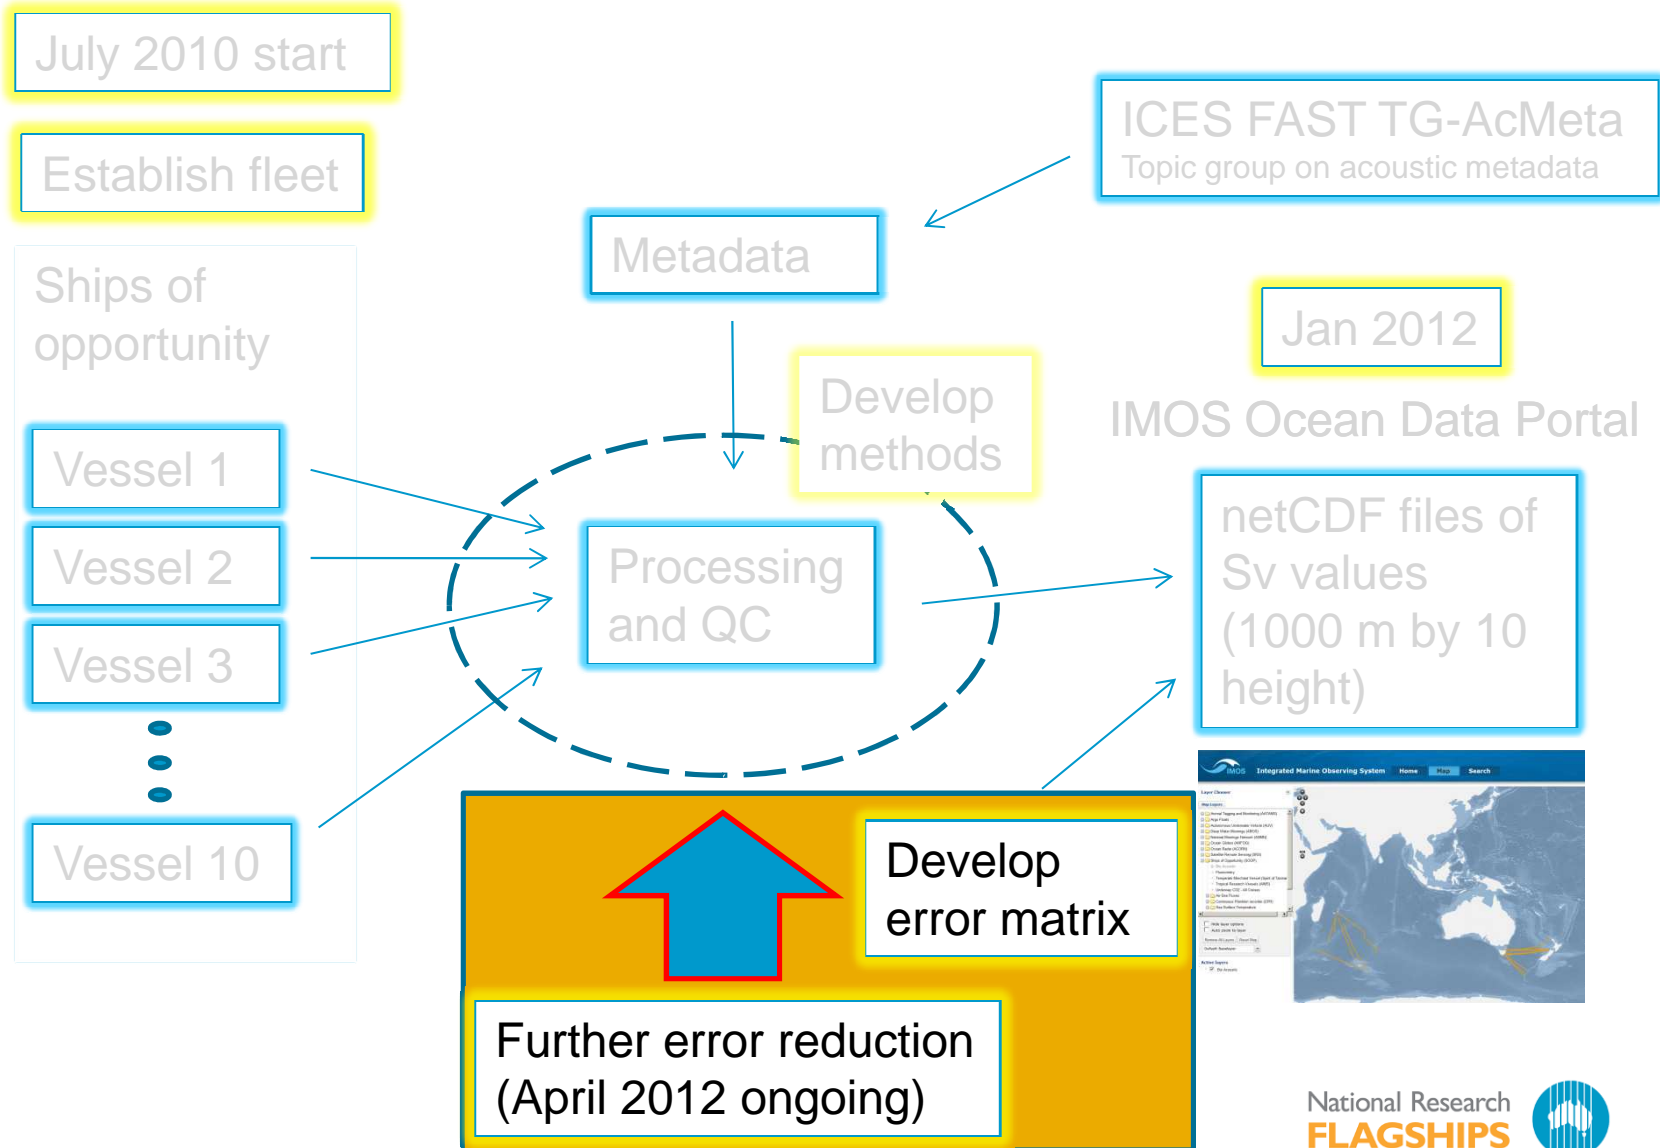 July 2010 start
Establish fleet
Ships of
opportunity
Vessel 1
Vessel 2
Vessel 3
Vessel 10
ICES FAST TG-AcMeta
Topic group on acoustic metadata
Metadata
Develop
methods
Processing
and QC
Jan 2012
IMOS Ocean Data Portal
netCDF files of
Sv values
(1000 m by 10
height)
IMOS Integrated Marine Observing System Home Map Search
Develop
error matrix
Further error reduction
(April 2012 ongoing)
National Research
FLAGSHIPS